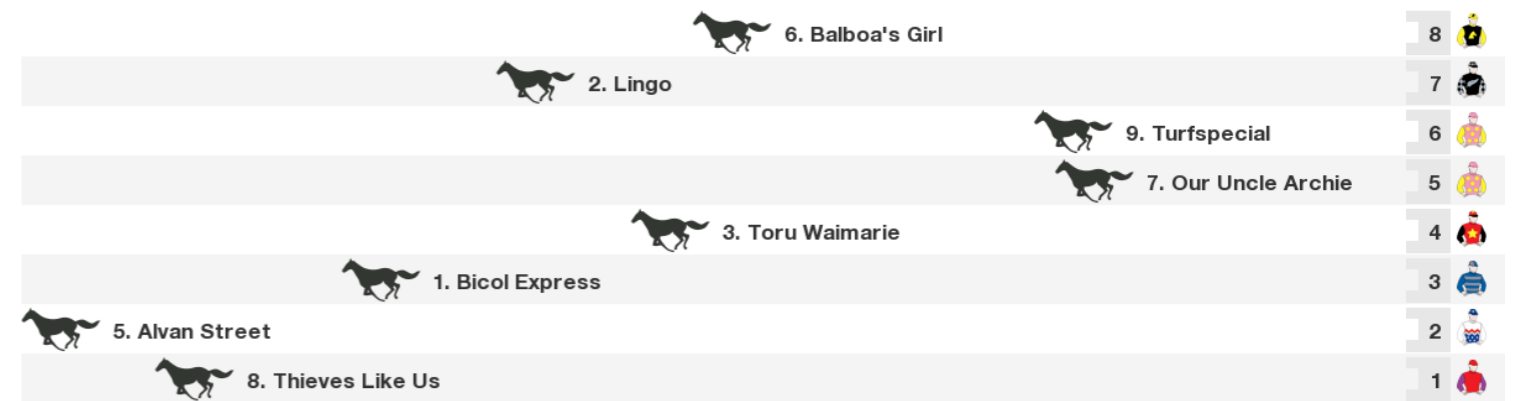 6. Balboa's Girl 8
2. Lingo 7
9. Turfspecial 6
7. Our Uncle Archie 5
3. Toru Waimarie 4
1. Bicol Express 3
5. Alvan Street 2
8. Thieves Like Us 1